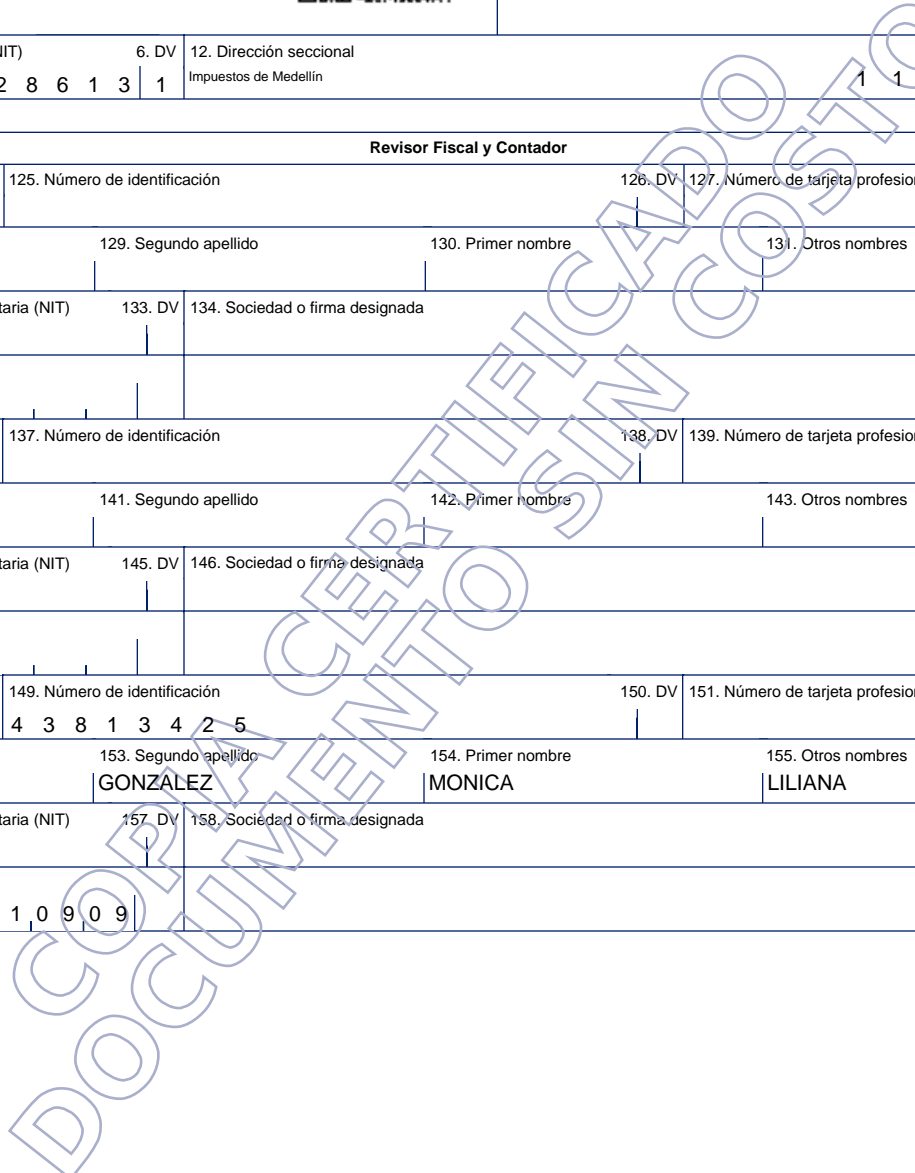 NIT) 6. DV 12. Dirección seccional
2 8 6 1 3 1 Impuestos de Medellín 1 1
Revisor Fiscal y Contador
125. Número de identificación 126. DV 127. Número de tarjeta profesion
129. Segundo apellido 130. Primer nombre 131. Otros nombres
taria (NIT) 133. DV 134. Sociedad o firma designada
137. Número de identificación 138. DV 139. Número de tarjeta profesion
141. Segundo apellido 142. Primer nombre 143. Otros nombres
taria (NIT) 145. DV 146. Sociedad o firma designada
149. Número de identificación 150. DV 151. Número de tarjeta profesion
4 3 8 1 3 4 2 5
153. Segundo apellido 154. Primer nombre 155. Otros nombres
GONZALEZ MONICA LILIANA
taria (NIT) 157. DV 158. Sociedad o firma designada
1 0 9 0 9
COPIA CERTIFICADO
DOCUMENTO SIN COSTO